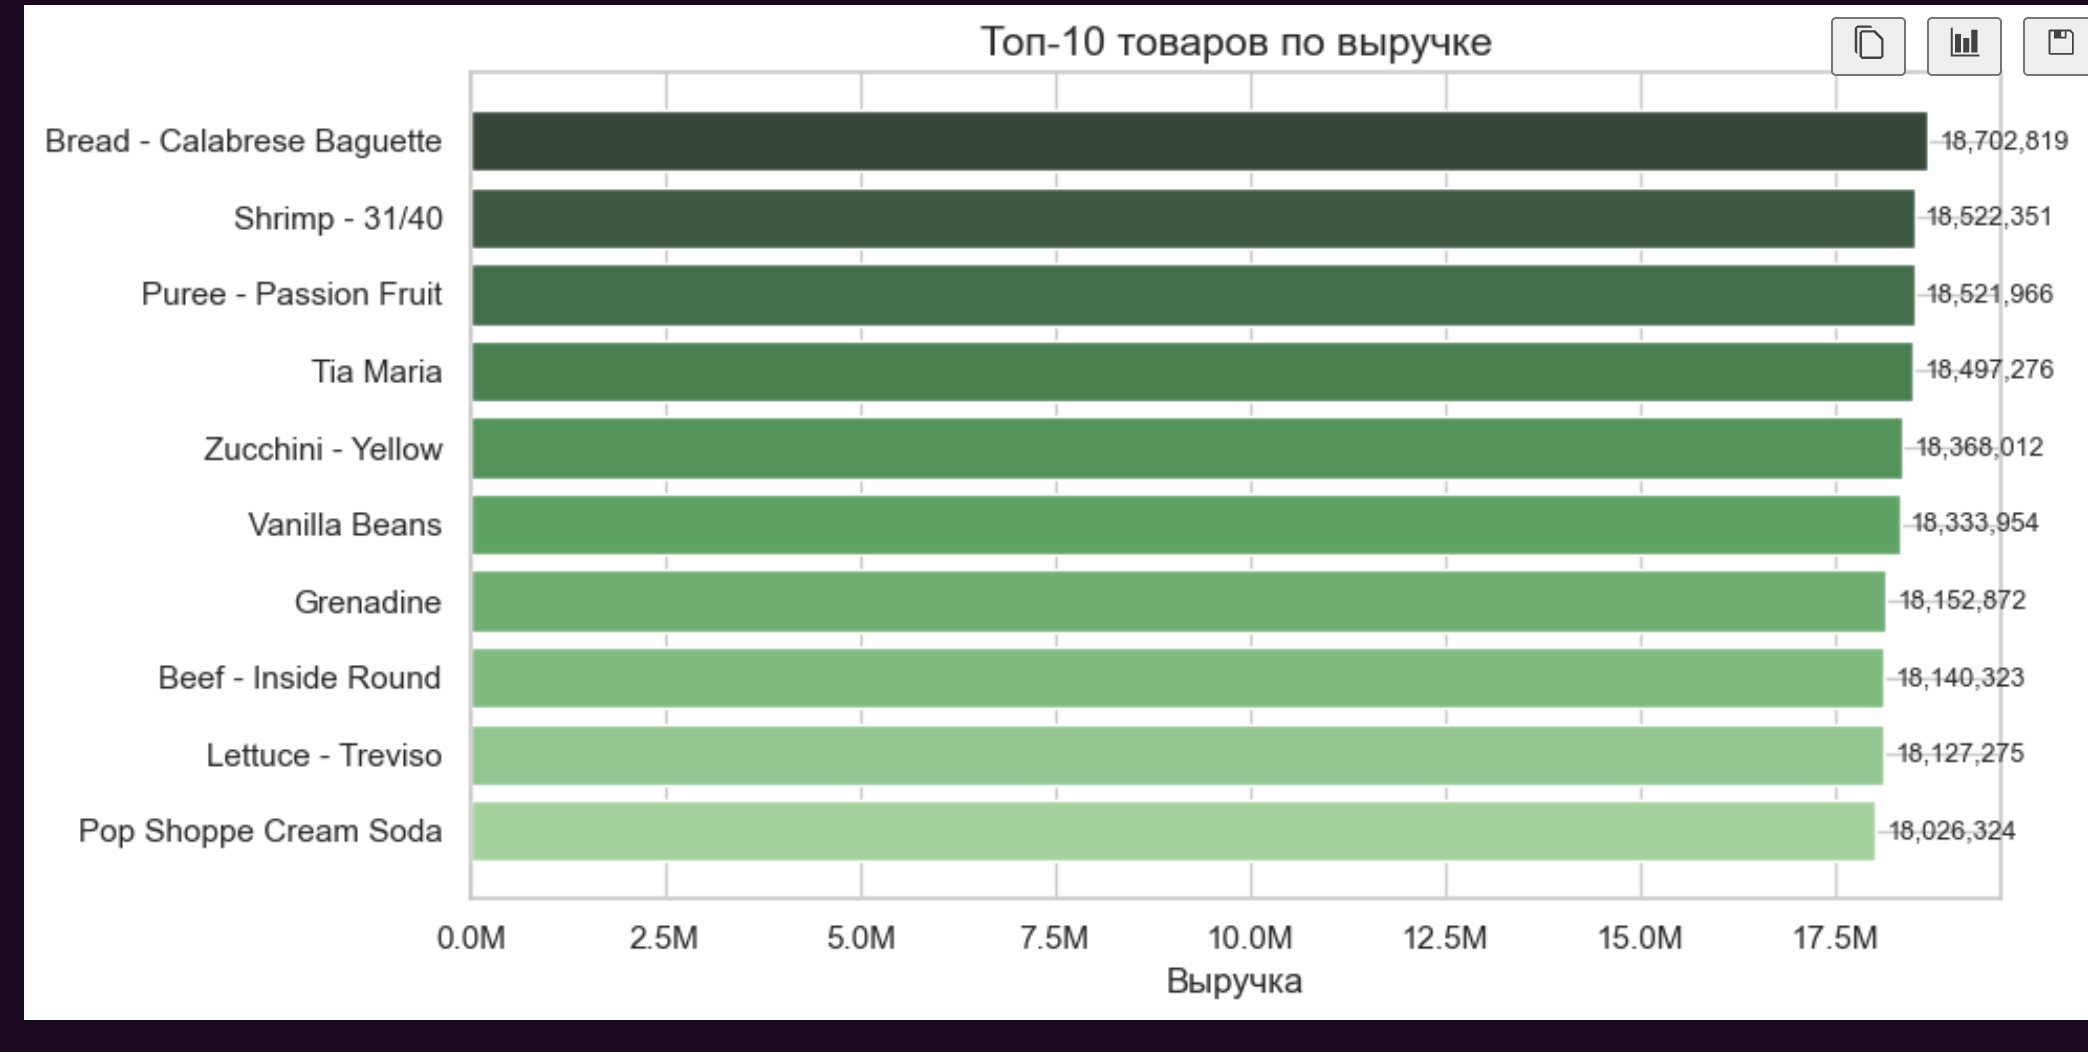 Топ-10 товаров по выручке
Bread - Calabrese Baguette 18,702,819
Shrimp - 31/40 18,522,351
Puree - Passion Fruit 18,521,966
Tia Maria 18,497,276
Zucchini - Yellow 18,368,012
Vanilla Beans 18,333,954
Grenadine 18,152,872
Beef - Inside Round 18,140,323
Lettuce - Treviso 18,127,275
Pop Shoppe Cream Soda 18,026,324
0.0M 2.5M 5.0M 7.5M 10.0M 12.5M 15.0M 17.5M
Выручка